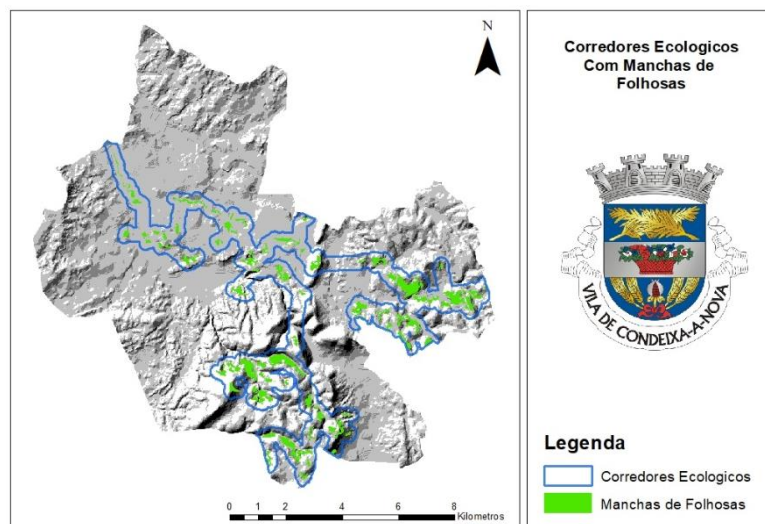 N
Corredores Ecologicos
Com Manchas de
Folhosas
VILA DE CONDEIXA-A-NOVA
Legenda
Corredores Ecologicos
Manchas de Folhosas
0 1 2 4 6 8
Kilometros